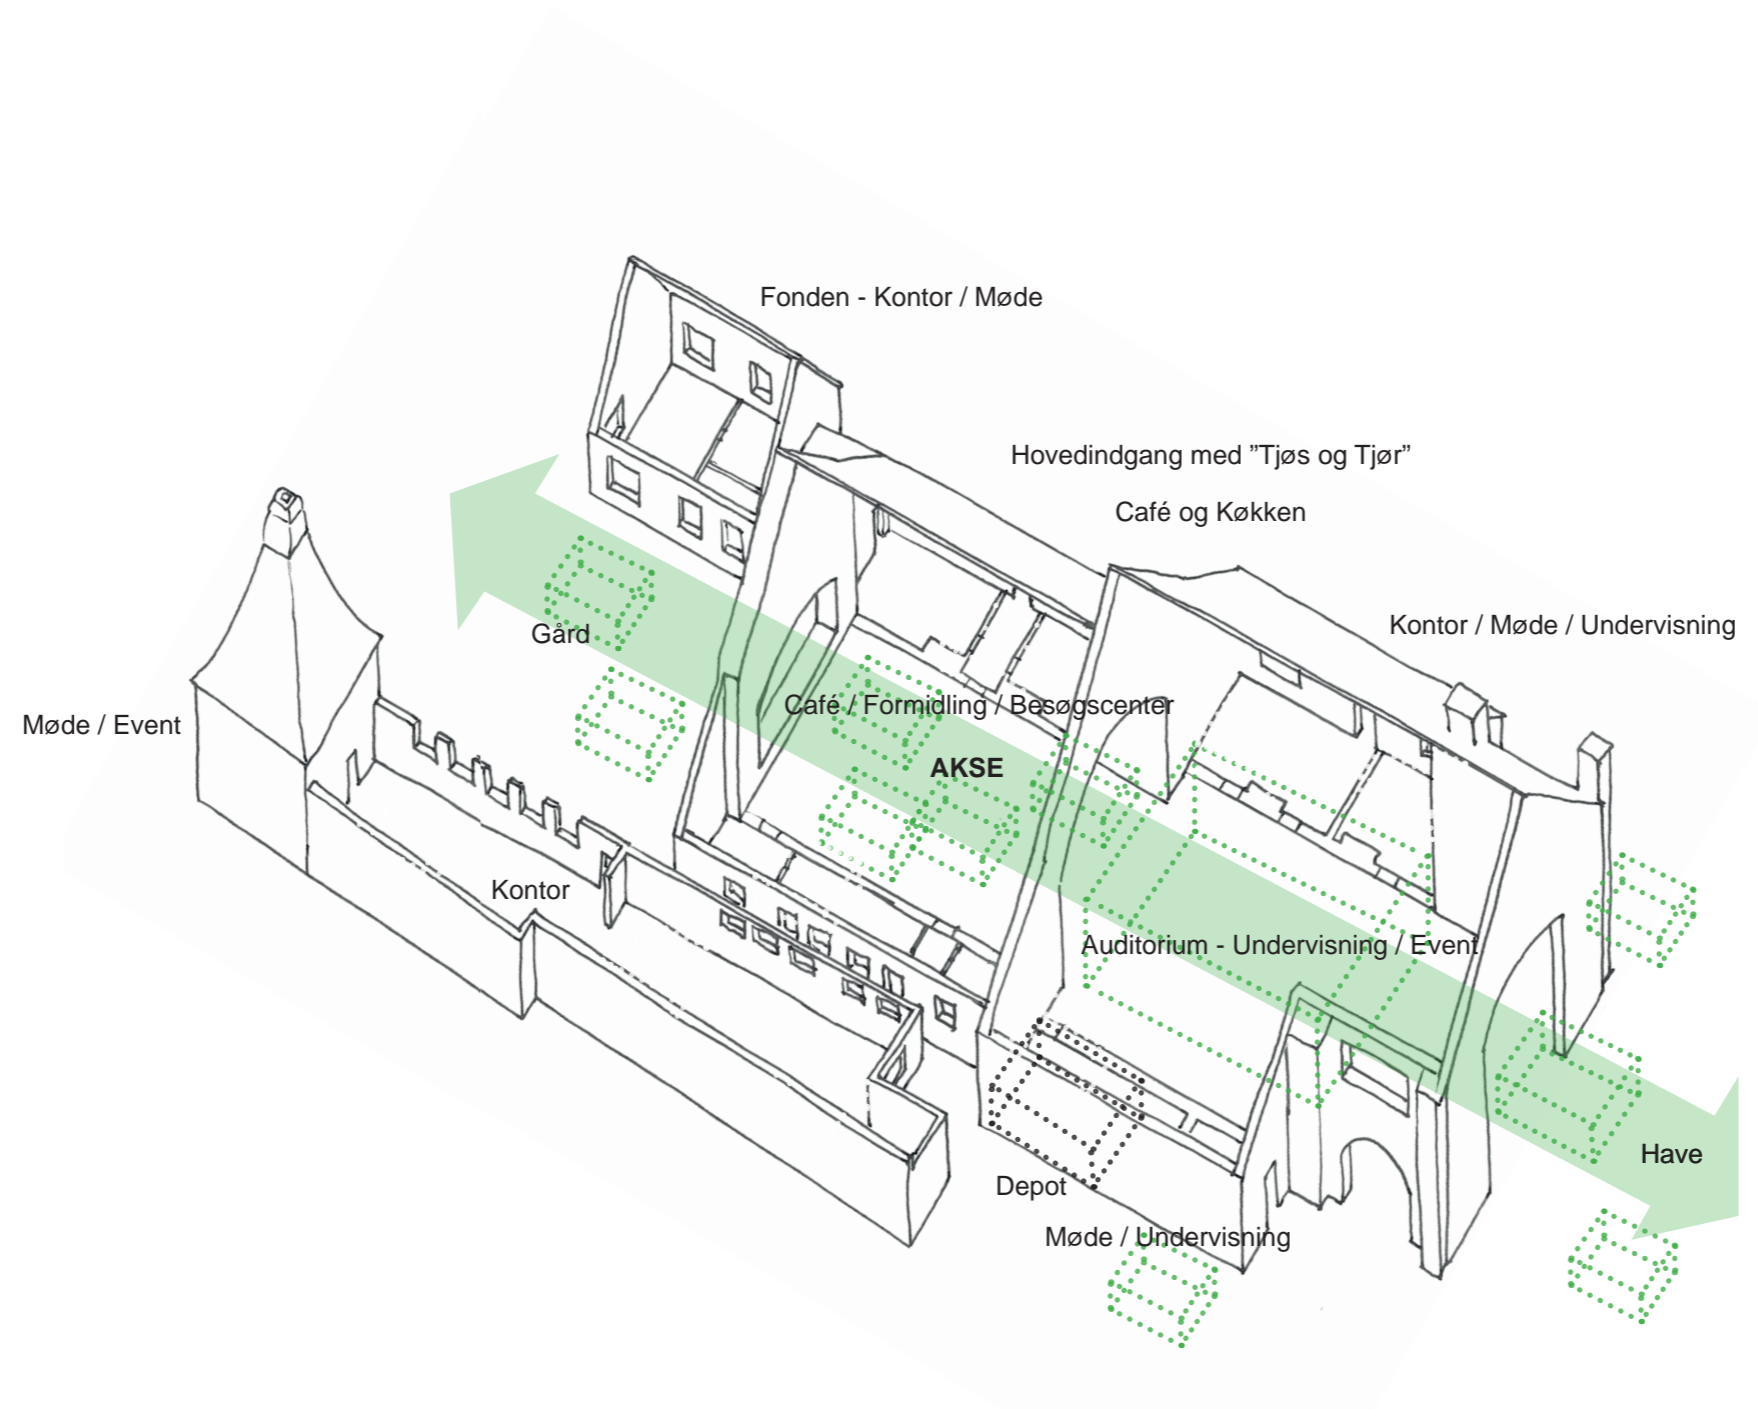 Fonden - Kontor / Møde
Hovedindgang med ”Tjøs og Tjør”
Café og Køkken
Kontor / Møde / Undervisning
Gård
Café / Formidling / Besøgscenter
Møde / Event
AKSE
Kontor
Auditorium - Undervisning / Event
Have
Depot
Møde / Undervisning